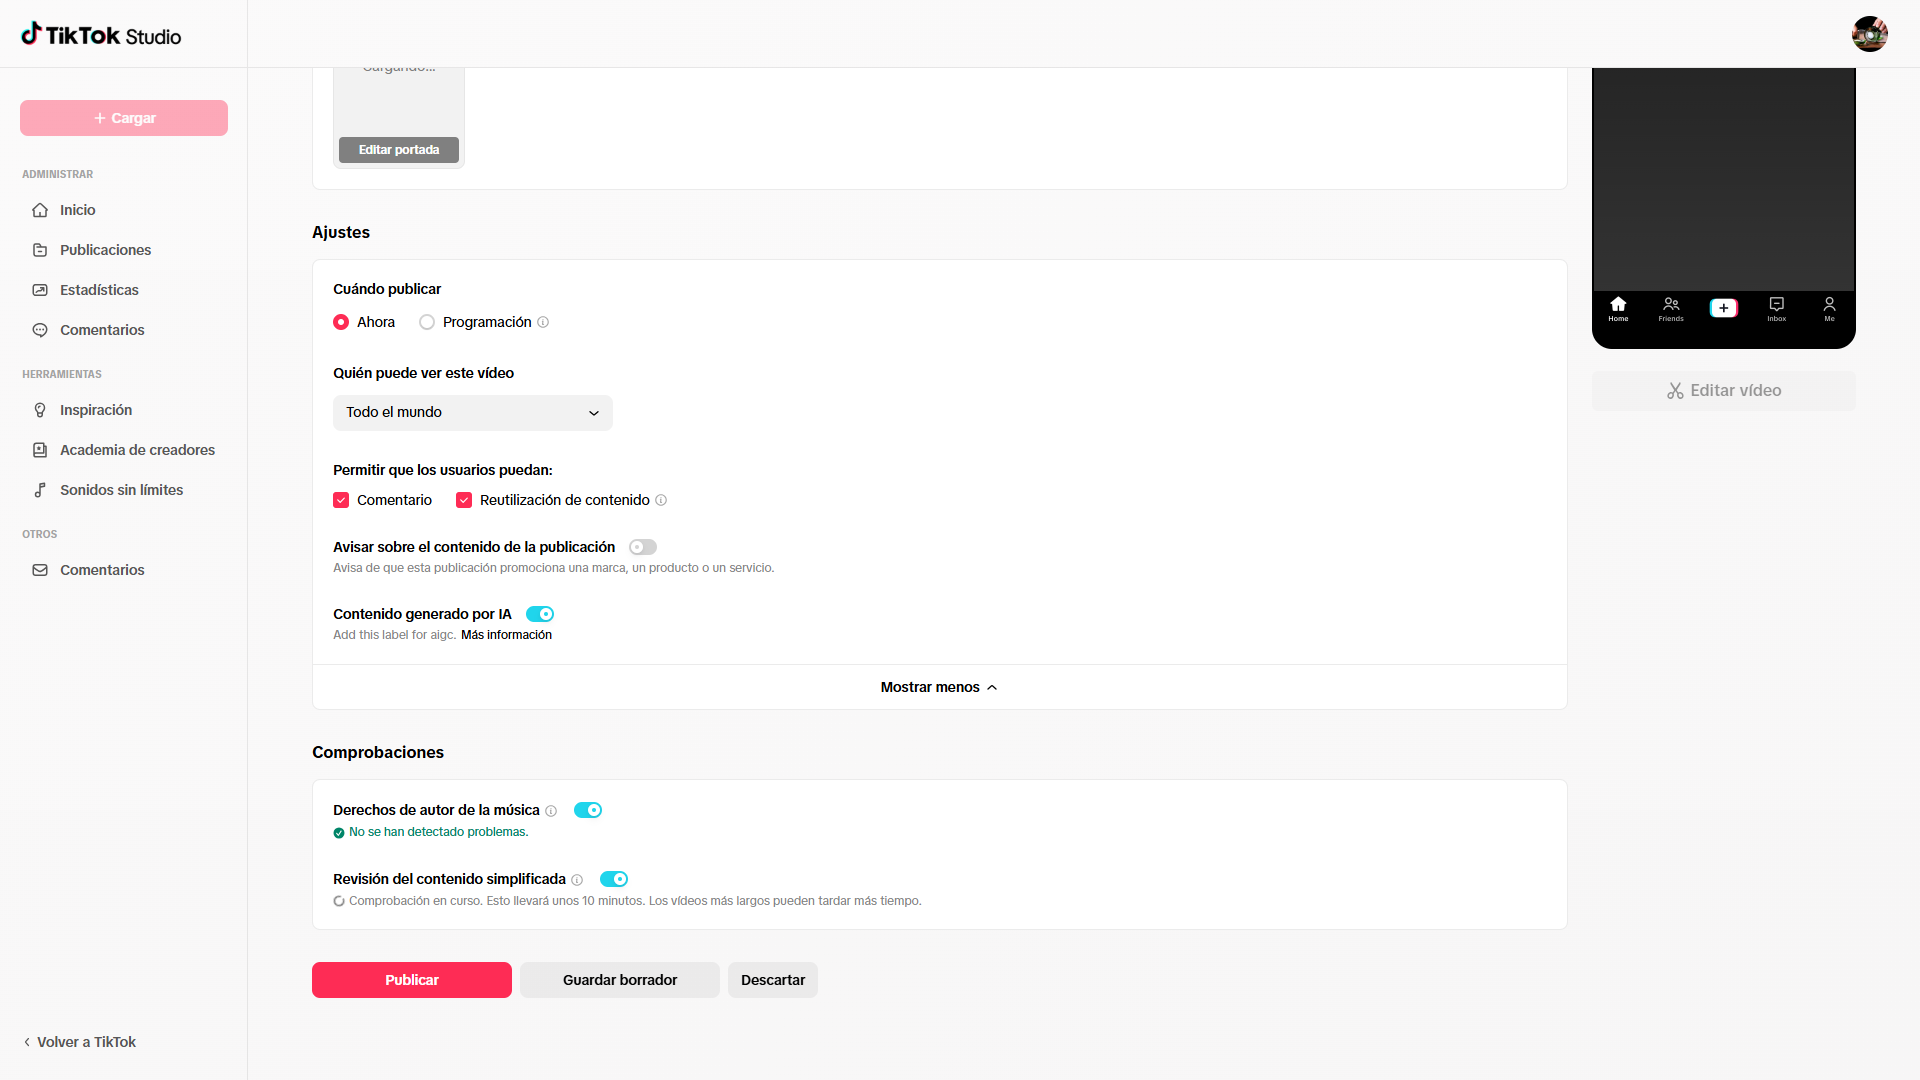 TikTok Studio
Cargando...
+ Cargar
Editar portada
ADMINISTRAR
Inicio
Publicaciones
Estadísticas
Comentarios
HERRAMIENTAS
Inspiración
Academia de creadores
Sonidos sin límites
OTROS
Comentarios
Volver a TikTok
Ajustes
Cuándo publicar
Ahora Programación
Quién puede ver este vídeo
Todo el mundo
Permitir que los usuarios puedan:
Comentario Reutilización de contenido
Avisar sobre el contenido de la publicación
Avisa de que esta publicación promociona una marca, un producto o un servicio.
Contenido generado por IA
Add this label for aigc. Más información
Mostrar menos
Comprobaciones
Derechos de autor de la música
No se han detectado problemas.
Revisión del contenido simplificada
Comprobación en curso. Esto llevará unos 10 minutos. Los vídeos más largos pueden tardar más tiempo.
Publicar Guardar borrador Descartar
Home Friends Inbox Me
Editar vídeo